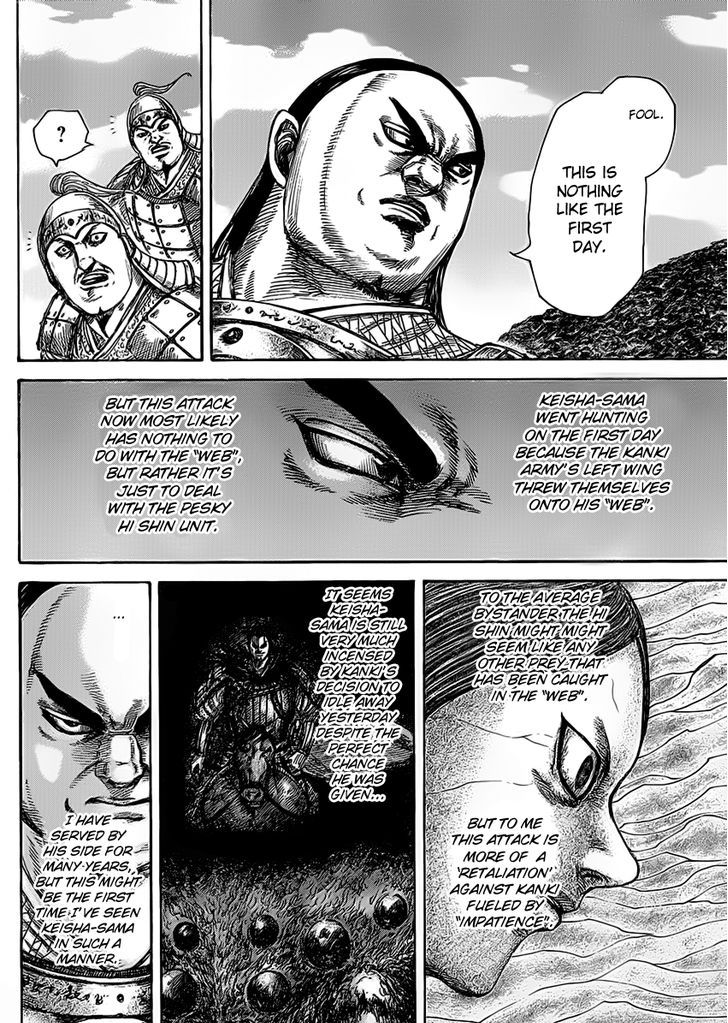 FOOL.
THIS IS
NOTHING
LIKE THE
FIRST
DAY.
?
KEISHA-SAMA
WENT HUNTING
ON THE FIRST DAY
BECAUSE THE KANKI
ARMY'S LEFT WING
THREW THEMSELVES
ONTO HIS "WEB".
BUT THIS ATTACK
NOW MOST LIKELY
HAS NOTHING TO
DO WITH THE "WEB",
BUT RATHER IT'S
JUST TO DEAL
WITH THE PESKY
HI SHIN UNIT.
TO THE AVERAGE
BYSTANDER THE HI
SHIN MIGHT MIGHT
SEEM LIKE ANY
OTHER PREY THAT
HAS BEEN CAUGHT
IN THE "WEB".
BUT TO ME
THIS ATTACK IS
MORE OF A
'RETALIATION'
AGAINST KANKI
FUELED BY
"IMPATIENCE".
IT SEEMS
KEISHA-
SAMA IS STILL
VERY MUCH
INCENSED
BY KANKI'S
DECISION TO
IDLE AWAY
YESTERDAY
DESPITE THE
PERFECT
CHANCE
HE WAS
GIVEN...
...
I HAVE
SERVED BY
HIS SIDE FOR
MANY YEARS,
BUT THIS MIGHT
BE THE FIRST
TIME I'VE SEEN
KEISHA-SAMA
IN SUCH A
MANNER.